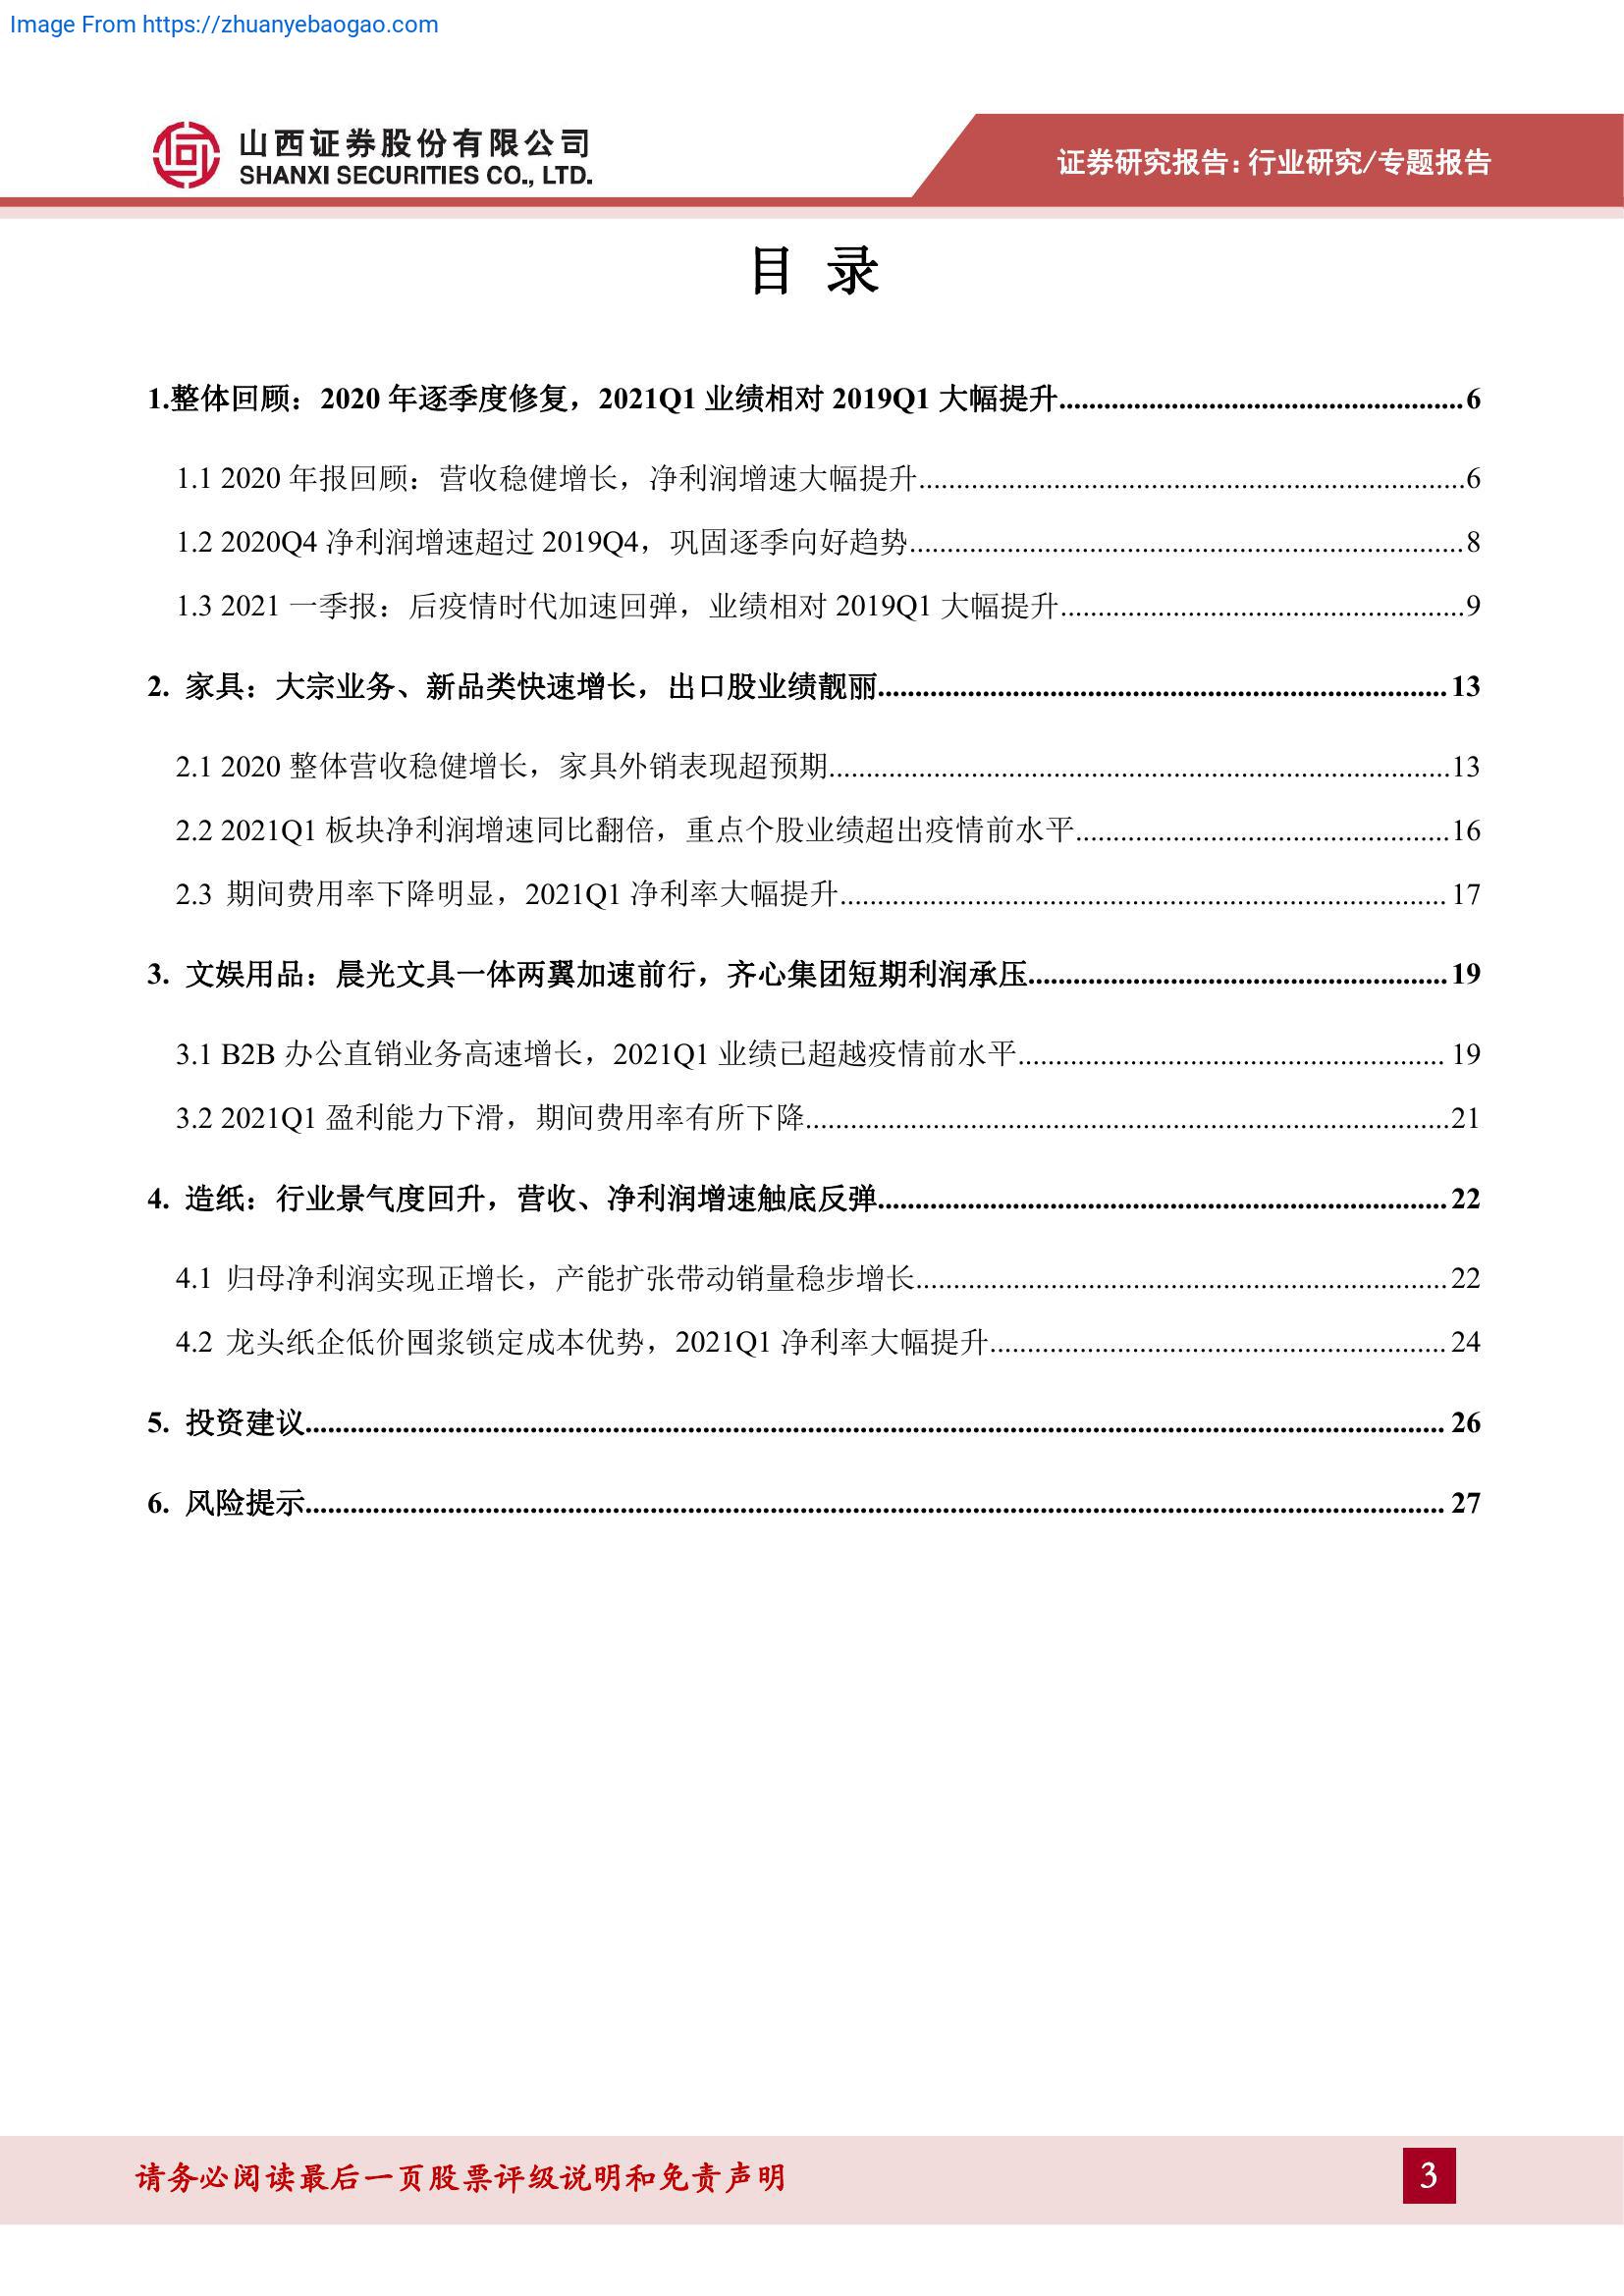 Image From https://zhuanyebaogao.com
山西证券股份有限公司
SHANXI SECURITIES CO., LTD.
证券研究报告：行业研究/专题报告
目 录
1.整体回顾：2020 年逐季度修复，2021Q1 业绩相对 2019Q1 大幅提升......................................................6
1.1 2020 年报回顾：营收稳健增长，净利润增速大幅提升.........................................................................6
1.2 2020Q4 净利润增速超过 2019Q4，巩固逐季向好趋势..........................................................................8
1.3 2021 一季报：后疫情时代加速回弹，业绩相对 2019Q1 大幅提升......................................................9
2. 家具：大宗业务、新品类快速增长，出口股业绩靓丽............................................................................13
2.1 2020 整体营收稳健增长，家具外销表现超预期...................................................................................13
2.2 2021Q1 板块净利润增速同比翻倍，重点个股业绩超出疫情前水平..................................................16
2.3 期间费用率下降明显，2021Q1 净利率大幅提升.................................................................................17
3. 文娱用品：晨光文具一体两翼加速前行，齐心集团短期利润承压........................................................19
3.1 B2B 办公直销业务高速增长，2021Q1 业绩已超越疫情前水平.........................................................19
3.2 2021Q1 盈利能力下滑，期间费用率有所下降......................................................................................21
4. 造纸：行业景气度回升，营收、净利润增速触底反弹............................................................................22
4.1 归母净利润实现正增长，产能扩张带动销量稳步增长.......................................................................22
4.2 龙头纸企低价囤浆锁定成本优势，2021Q1 净利率大幅提升.............................................................24
5. 投资建议........................................................................................................................................................26
6. 风险提示........................................................................................................................................................27
请务必阅读最后一页股票评级说明和免责声明
3